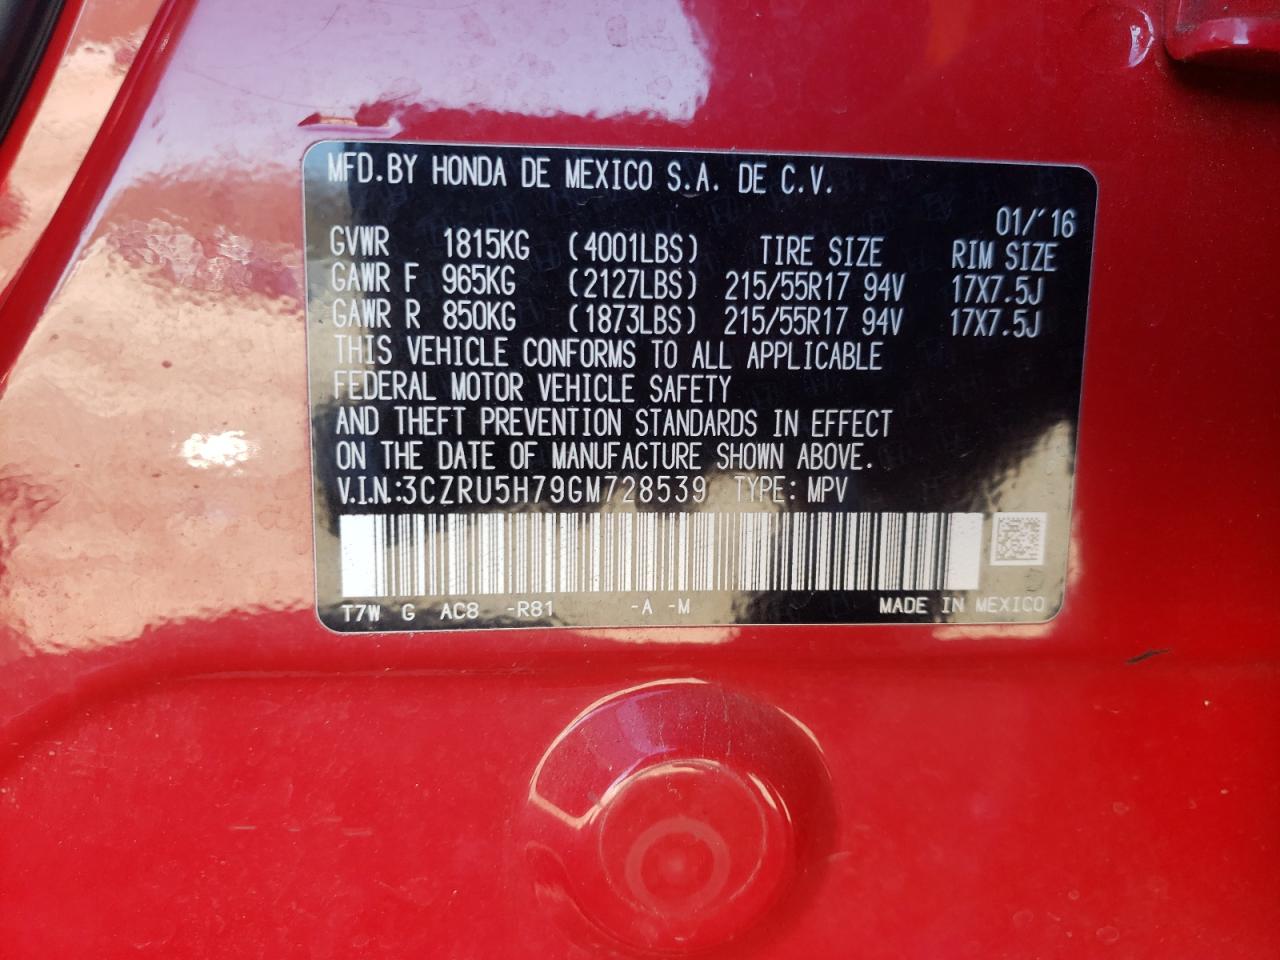 MFD.BY HONDA DE MEXICO S.A. DE C.V.
01/'16
GVWR 1815KG (4001LBS) TIRE SIZE RIM SIZE
GAWR F 965KG (2127LBS) 215/55R17 94V 17X7.5J
GAWR R 850KG (1873LBS) 215/55R17 94V 17X7.5J
THIS VEHICLE CONFORMS TO ALL APPLICABLE
FEDERAL MOTOR VEHICLE SAFETY
AND THEFT PREVENTION STANDARDS IN EFFECT
ON THE DATE OF MANUFACTURE SHOWN ABOVE.
V.I.N.:3CZRU5H79GM728539 TYPE: MPV
T7W G AC8 -R81 -A -M MADE IN MEXICO